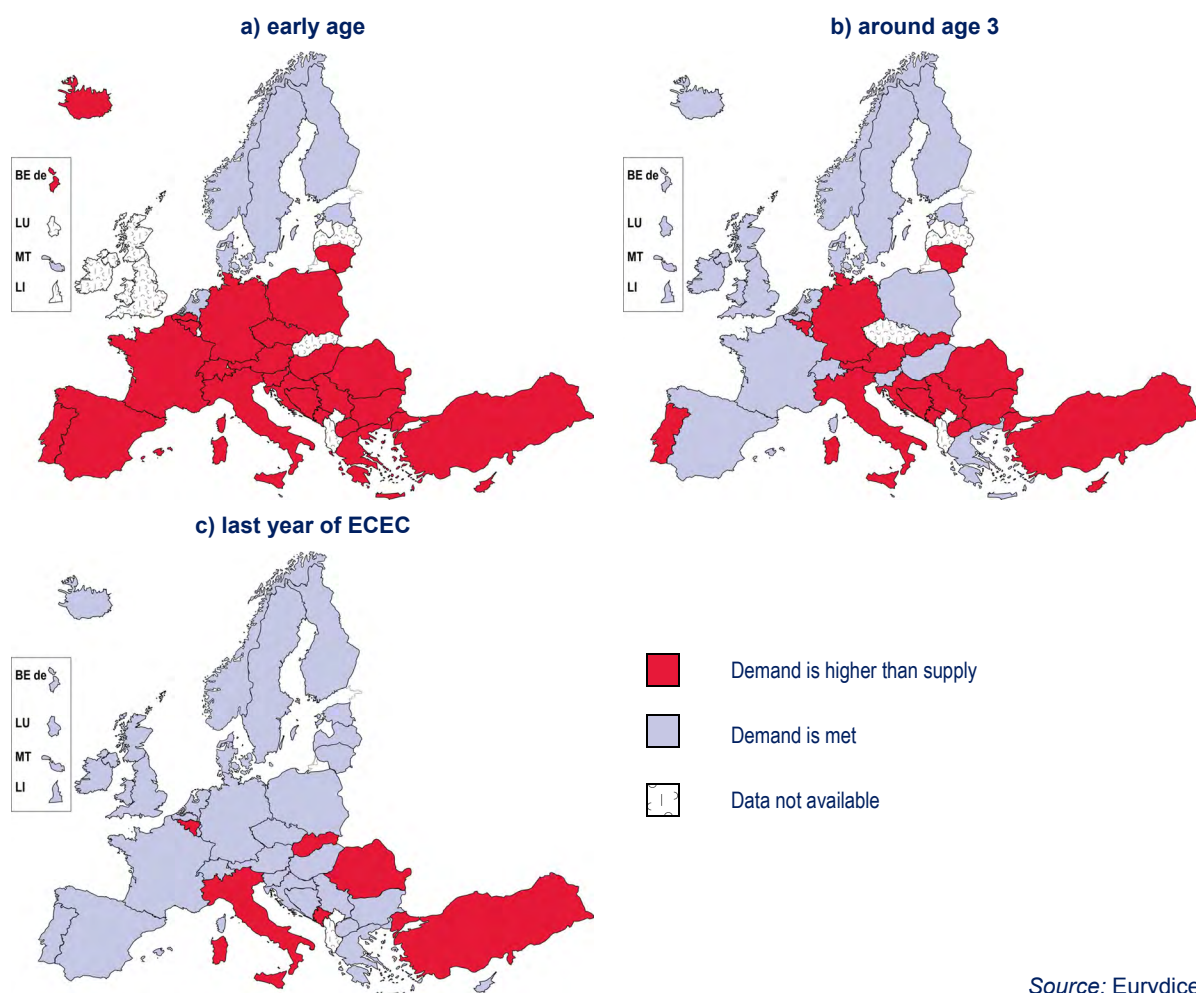 a) early age
b) around age 3
BE de
LU
MT
LI
BE de
LU
MT
LI
c) last year of ECEC
BE de
LU
MT
LI
Demand is higher than supply
Demand is met
Data not available
Source: Eurydice